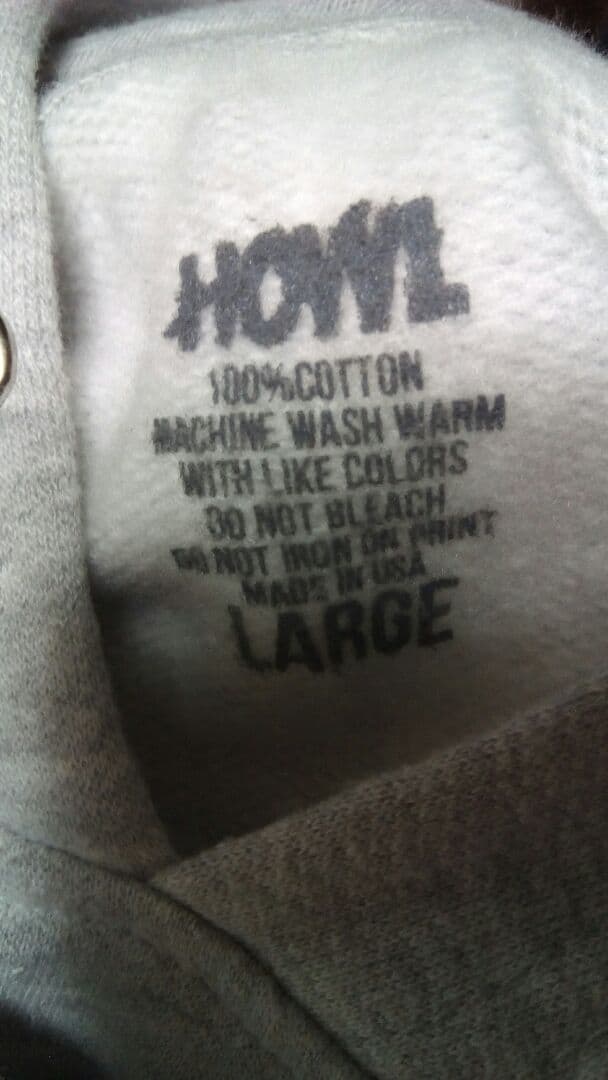 HOWL
100%COTTON
MACHINE WASH WARM
WITH LIKE COLORS
DO NOT BLEACH
DO NOT IRON ON PRINT
MADE IN USA
LARGE